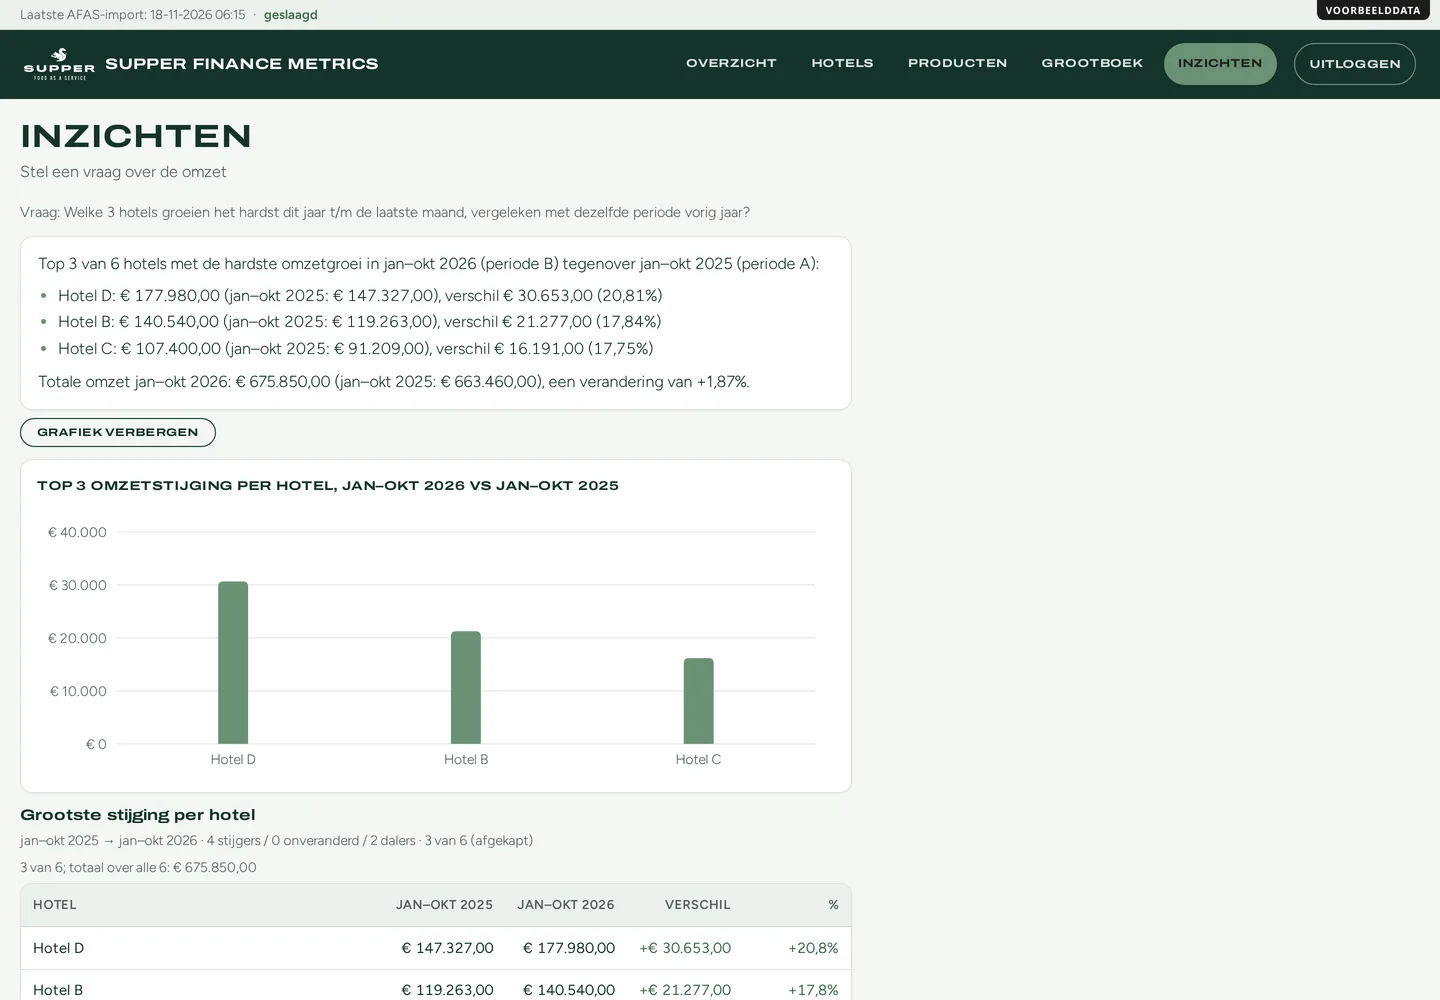 Laatste AFAS-import: 18-11-2026 06:15 · geslaagd
VOORBEELDDATA
SUPPER
FOOD AS A SERVICE
SUPPER FINANCE METRICS
OVERZICHT
HOTELS
PRODUCTEN
GROOTBOEK
INZICHTEN
UITLOGGEN
INZICHTEN
Stel een vraag over de omzet
Vraag: Welke 3 hotels groeien het hardst dit jaar t/m de laatste maand, vergeleken met dezelfde periode vorig jaar?
Top 3 van 6 hotels met de hardste omzetgroei in jan–okt 2026 (periode B) tegenover jan–okt 2025 (periode A):
• Hotel D: € 177.980,00 (jan–okt 2025: € 147.327,00), verschil € 30.653,00 (20,81%)
• Hotel B: € 140.540,00 (jan–okt 2025: € 119.263,00), verschil € 21.277,00 (17,84%)
• Hotel C: € 107.400,00 (jan–okt 2025: € 91.209,00), verschil € 16.191,00 (17,75%)
Totale omzet jan–okt 2026: € 675.850,00 (jan–okt 2025: € 663.460,00), een verandering van +1,87%.
GRAFIEK VERBERGEN
TOP 3 OMZETSTIJGING PER HOTEL, JAN–OKT 2026 VS JAN–OKT 2025
€ 40.000
€ 30.000
€ 20.000
€ 10.000
€ 0
Hotel D
Hotel B
Hotel C
Grootste stijging per hotel
jan–okt 2025 → jan–okt 2026 · 4 stijgers / 0 onveranderd / 2 dalers · 3 van 6 (afgekapt)
3 van 6; totaal over alle 6: € 675.850,00
HOTEL JAN–OKT 2025 JAN–OKT 2026 VERSCHIL %
Hotel D € 147.327,00 € 177.980,00 +€ 30.653,00 +20,8%
Hotel B € 119.263,00 € 140.540,00 +€ 21.277,00 +17,8%